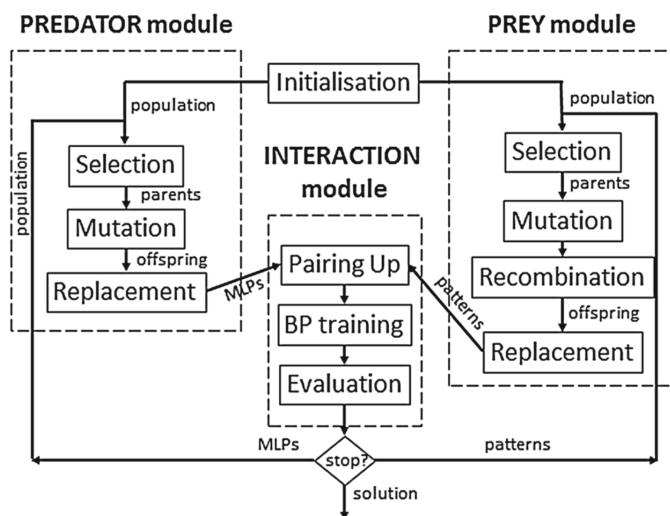 PREDATOR module
PREY module
Initialisation
population
population
population
Selection
parents
Mutation
offspring
Replacement
MLPs
INTERACTION
module
Pairing Up
BP training
Evaluation
Selection
parents
Mutation
Recombination
offspring
Replacement
patterns
MLPs
stop?
patterns
solution